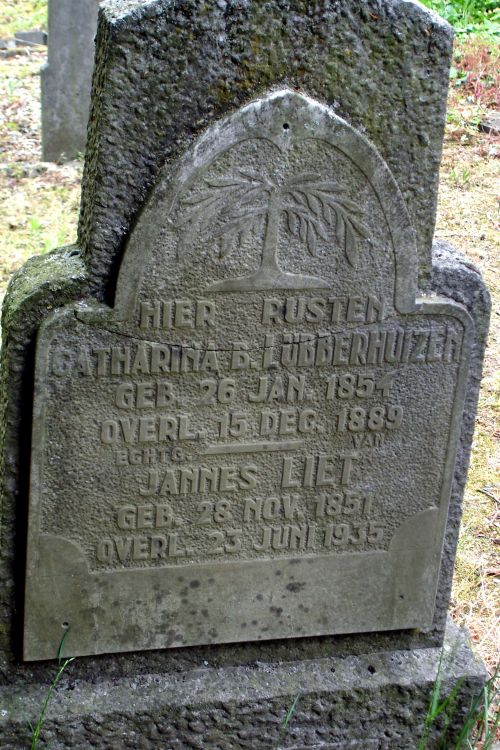 HIER RUSTEN
CATHARINA B. LÜBBERHUIZEN
GEB. 26 JAN. 1854
OVERL. 15 DEC. 1889
ECHTG. VAN
JANNES LIET
GEB. 28 NOV. 1851
OVERL. 23 JUNI 1935